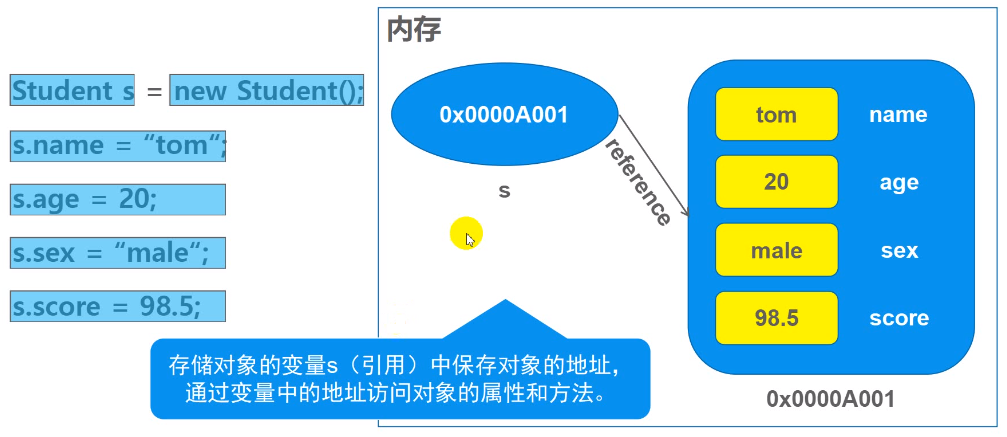 内存
Student s = new Student();
s.name = “tom“;
s.age = 20;
s.sex = “male“;
s.score = 98.5;
0x0000A001
s
reference
tom name
20 age
male sex
98.5 score
0x0000A001
存储对象的变量s（引用）中保存对象的地址，
通过变量中的地址访问对象的属性和方法。